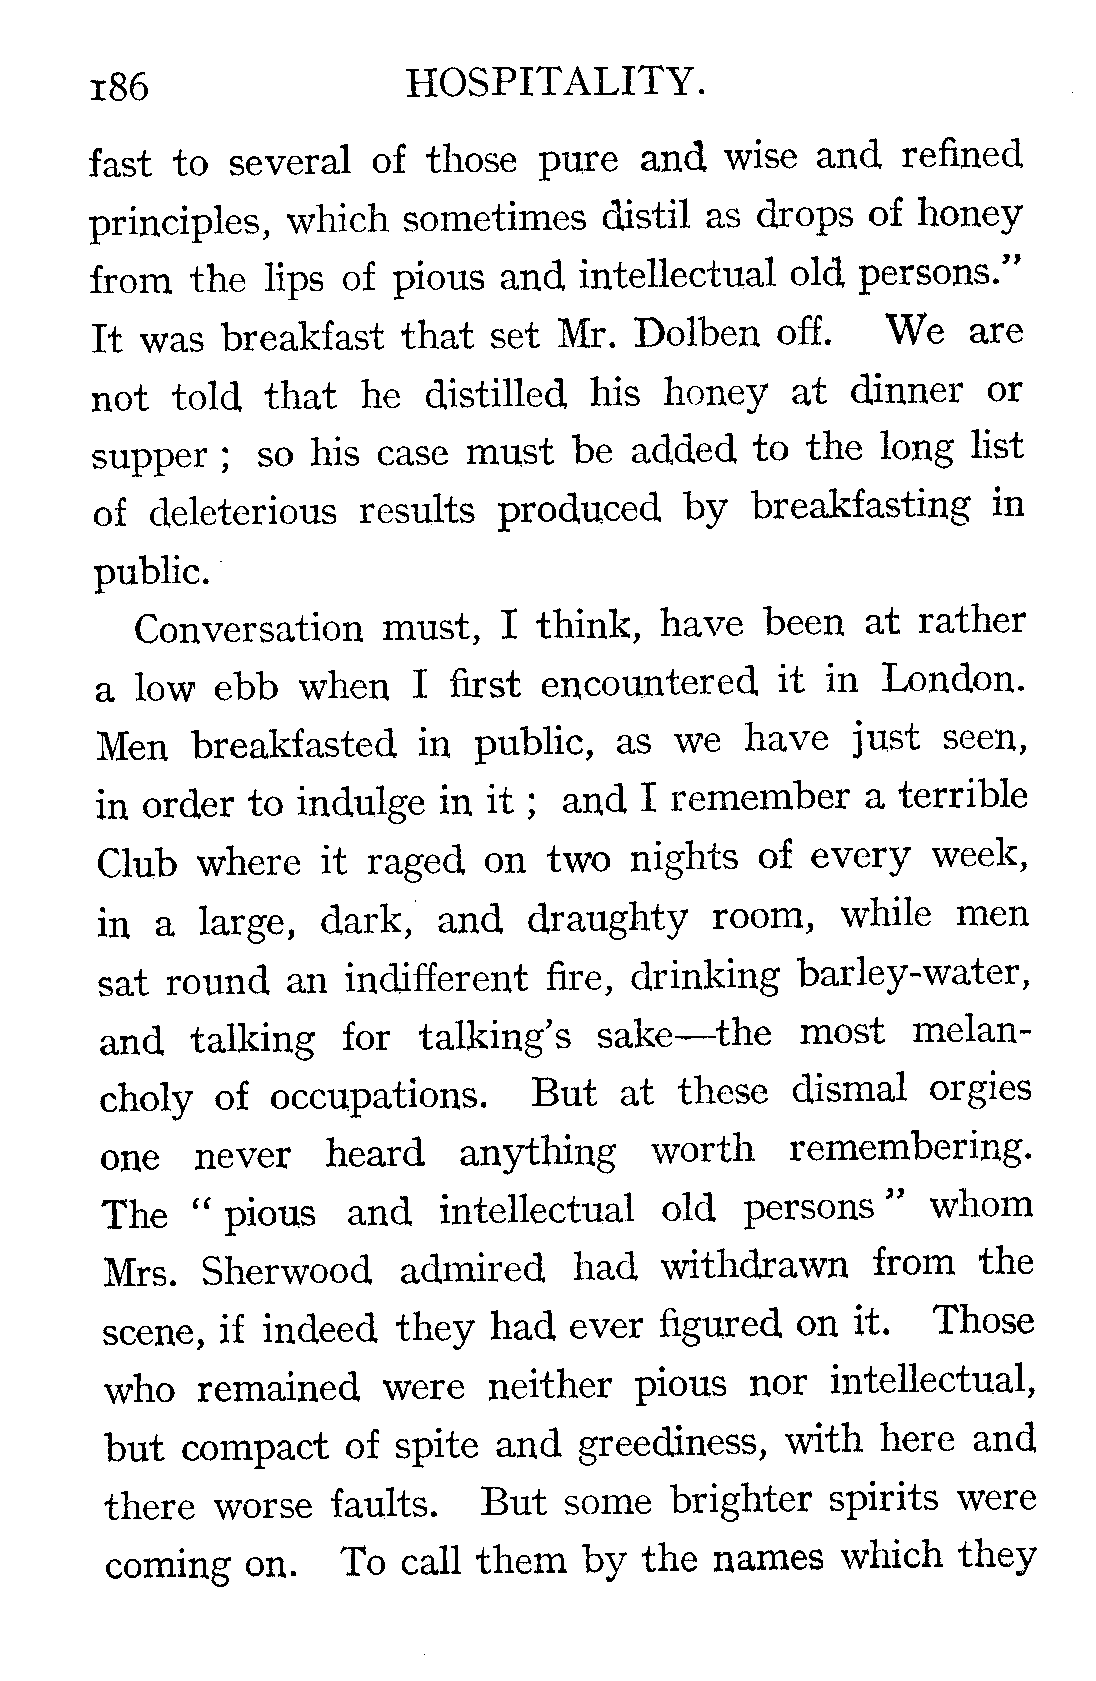 186 HOSPITALITY.
fast to several of those pure and wise and refined
principles, which sometimes distil as drops of honey
from the lips of pious and intellectual old persons.”
It was breakfast that set Mr. Dolben off. We are
not told that he distilled his honey at dinner or
supper ; so his case must be added to the long list
of deleterious results produced by breakfasting in
public.
Conversation must, I think, have been at rather
a low ebb when I first encountered it in London.
Men breakfasted in public, as we have just seen,
in order to indulge in it ; and I remember a terrible
Club where it raged on two nights of every week,
in a large, dark, and draughty room, while men
sat round an indifferent fire, drinking barley-water,
and talking for talking’s sake—the most melan-
choly of occupations. But at these dismal orgies
one never heard anything worth remembering.
The “ pious and intellectual old persons ” whom
Mrs. Sherwood admired had withdrawn from the
scene, if indeed they had ever figured on it. Those
who remained were neither pious nor intellectual,
but compact of spite and greediness, with here and
there worse faults. But some brighter spirits were
coming on. To call them by the names which they